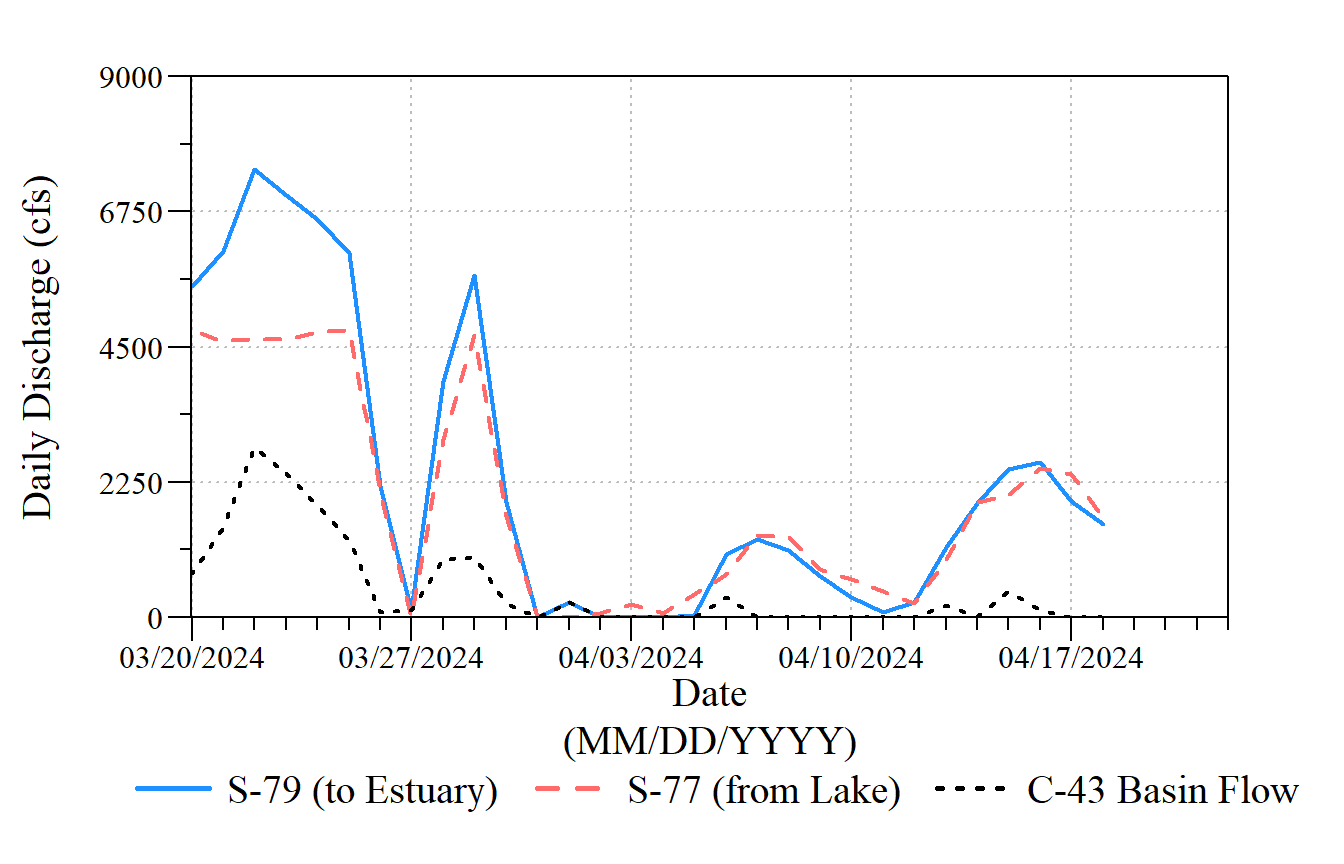 9000
6750
4500
2250
0
Daily Discharge (cfs)
03/20/2024 03/27/2024 04/03/2024 04/10/2024 04/17/2024
Date
(MM/DD/YYYY)
S-79 (to Estuary) S-77 (from Lake) C-43 Basin Flow